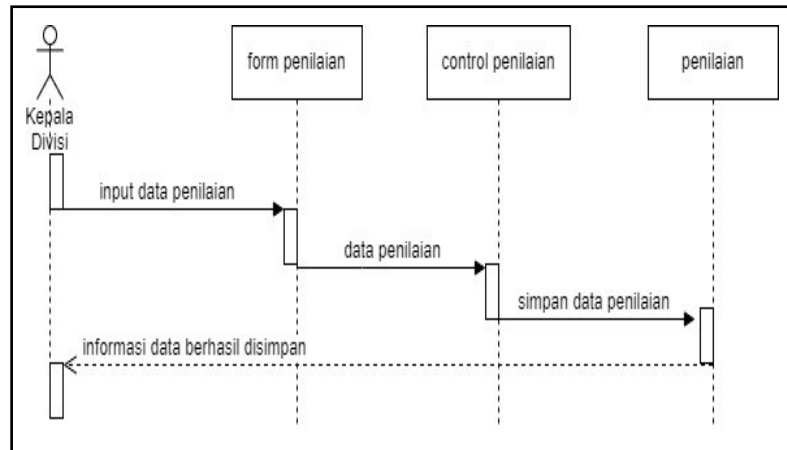 form penilaian
control penilaian
penilaian
Kepala
Divisi
input data penilaian
data penilaian
simpan data penilaian
informasi data berhasil disimpan